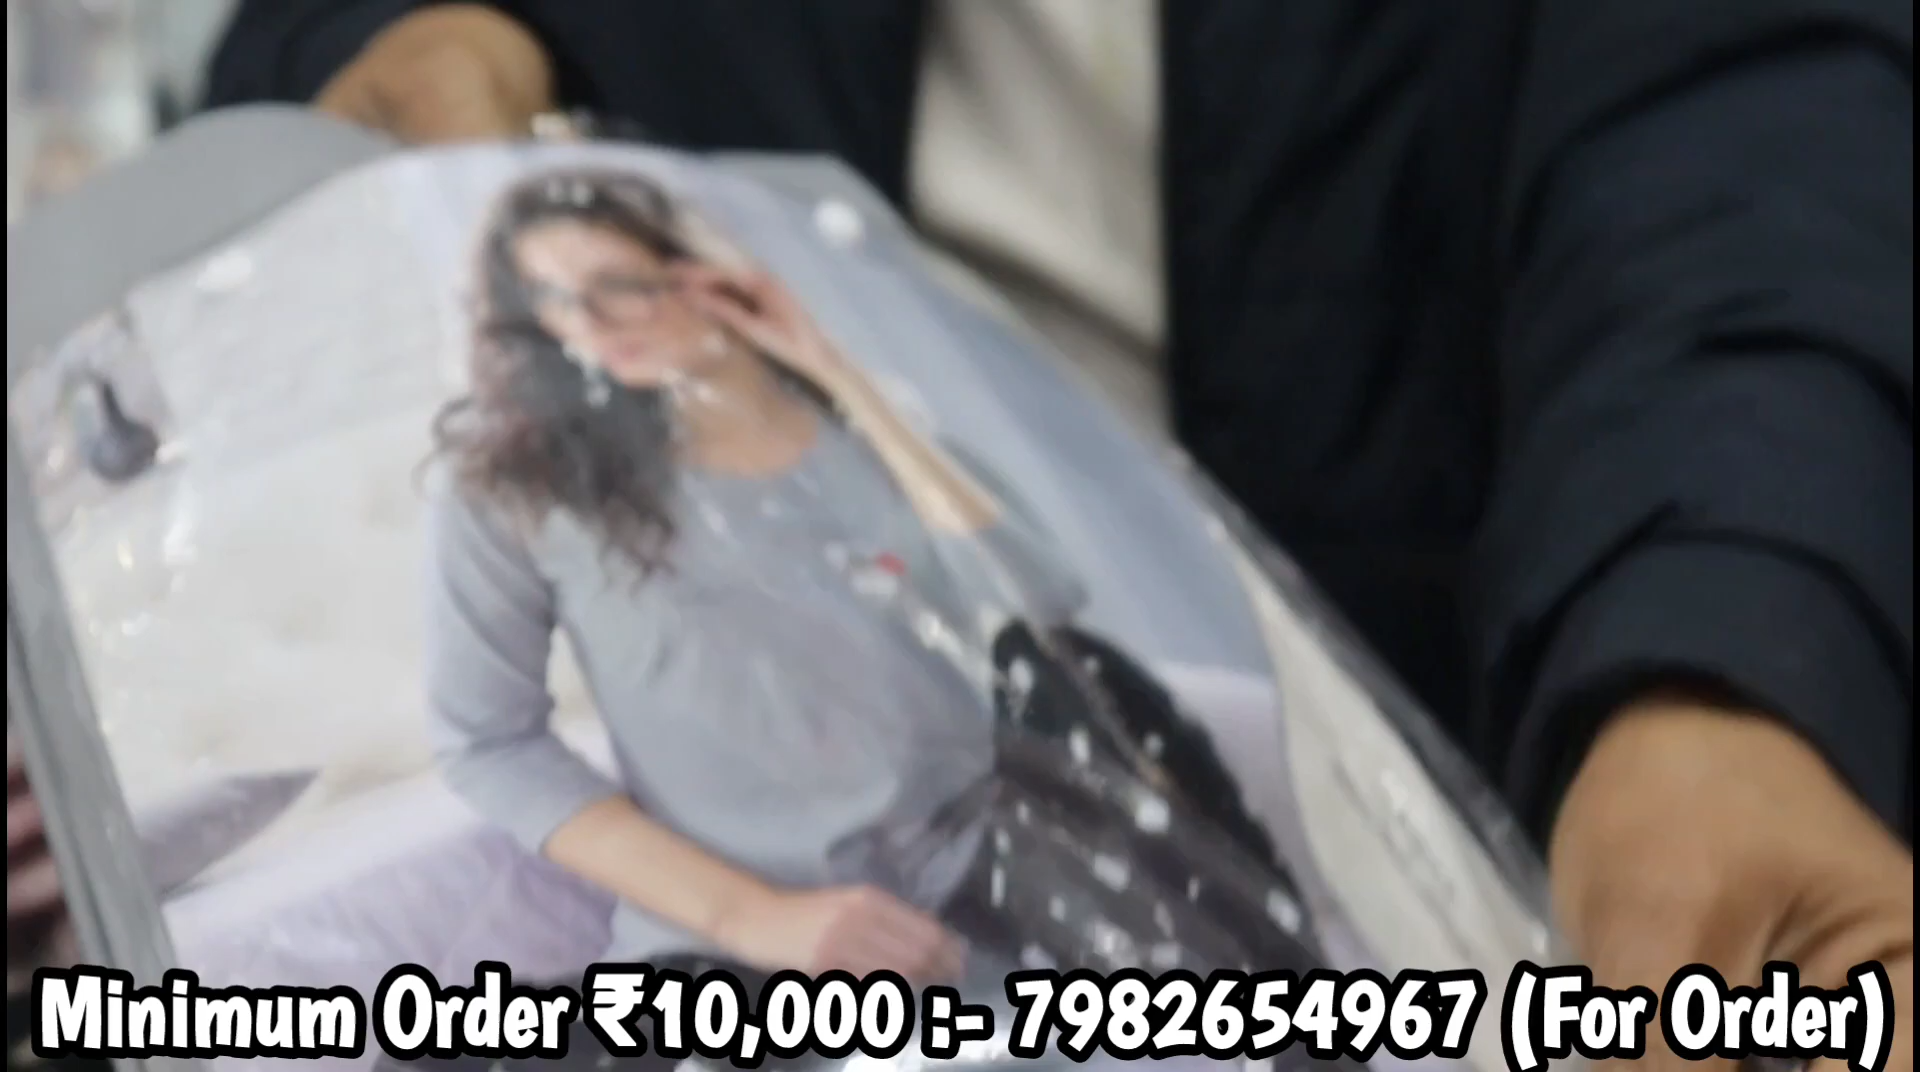 Minimum Order ₹10,000 :- 7982654967 (For Order)